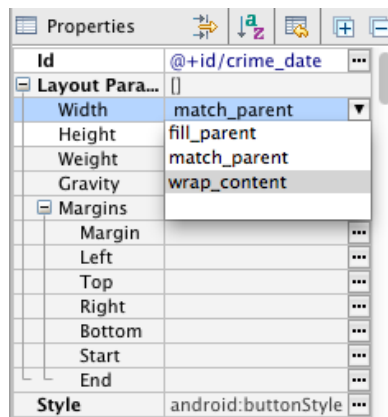 Properties
Id @+id/crime_date
Layout Para... []
Width match_parent
Height fill_parent
Weight match_parent
Gravity wrap_content
Margins
Margin
Left
Top
Right
Bottom
Start
End
Style android:buttonStyle